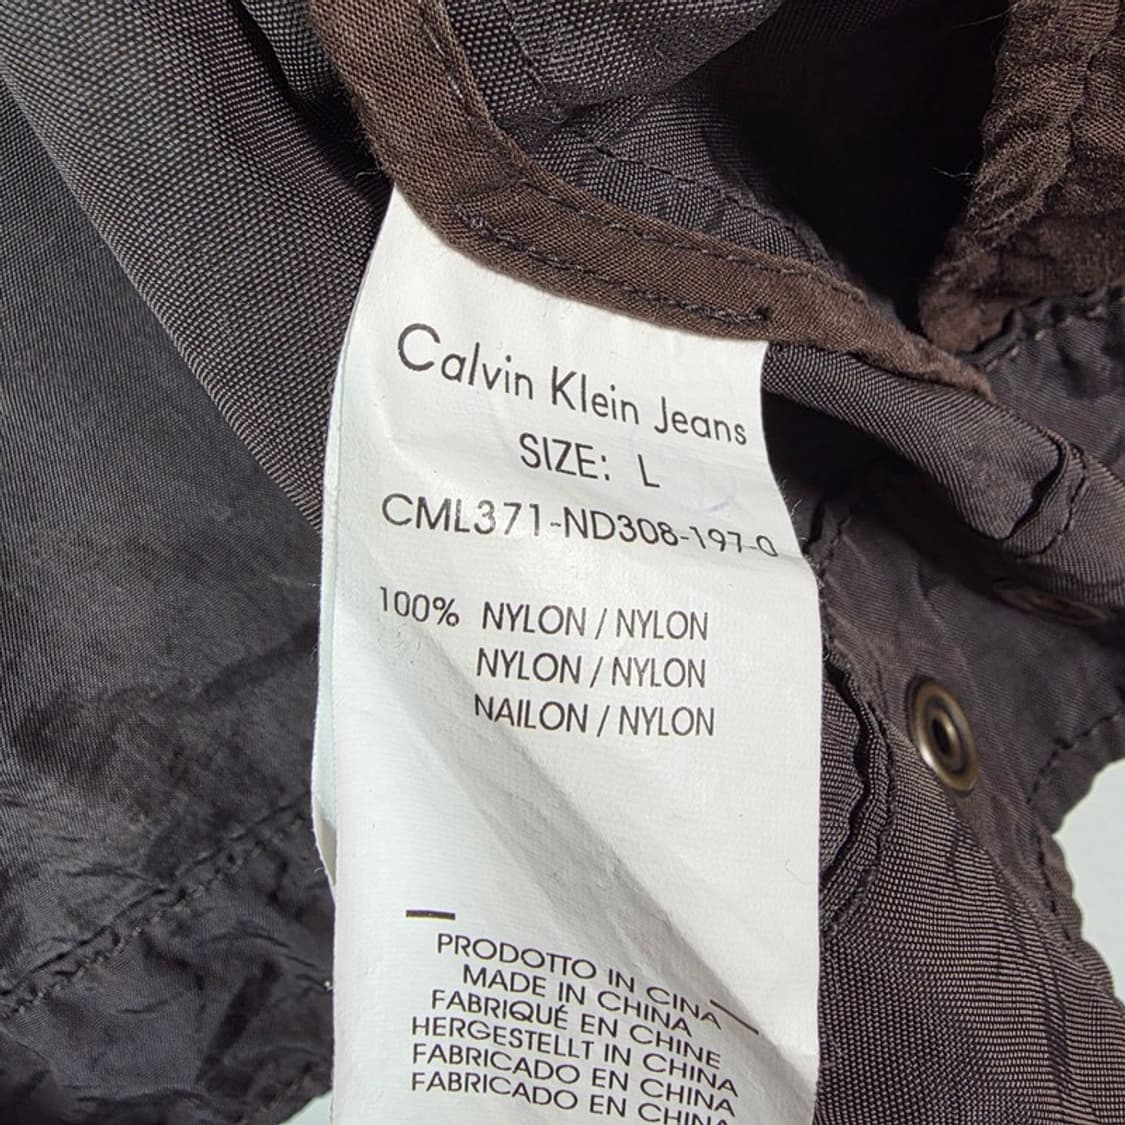 Calvin Klein Jeans
SIZE: L
CML371-ND308-197-0
100% NYLON / NYLON
NYLON / NYLON
NAILON / NYLON
PRODOTTO IN CINA
MADE IN CHINA
FABRIQUÉ EN CHINE
HERGESTELLT IN CHINA
FABRICADO EN CHINA
FABRICADO EN CHINA